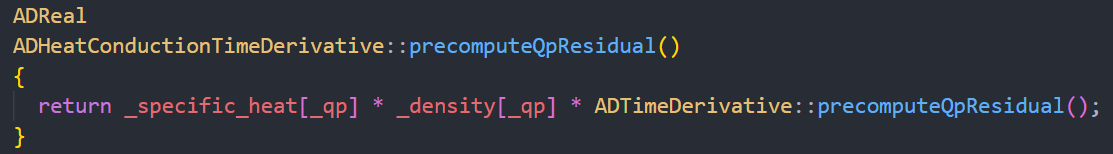 ADReal
ADHeatConductionTimeDerivative::precomputeQpResidual()
{
  return _specific_heat[_qp] * _density[_qp] * ADTimeDerivative::precomputeQpResidual();
}